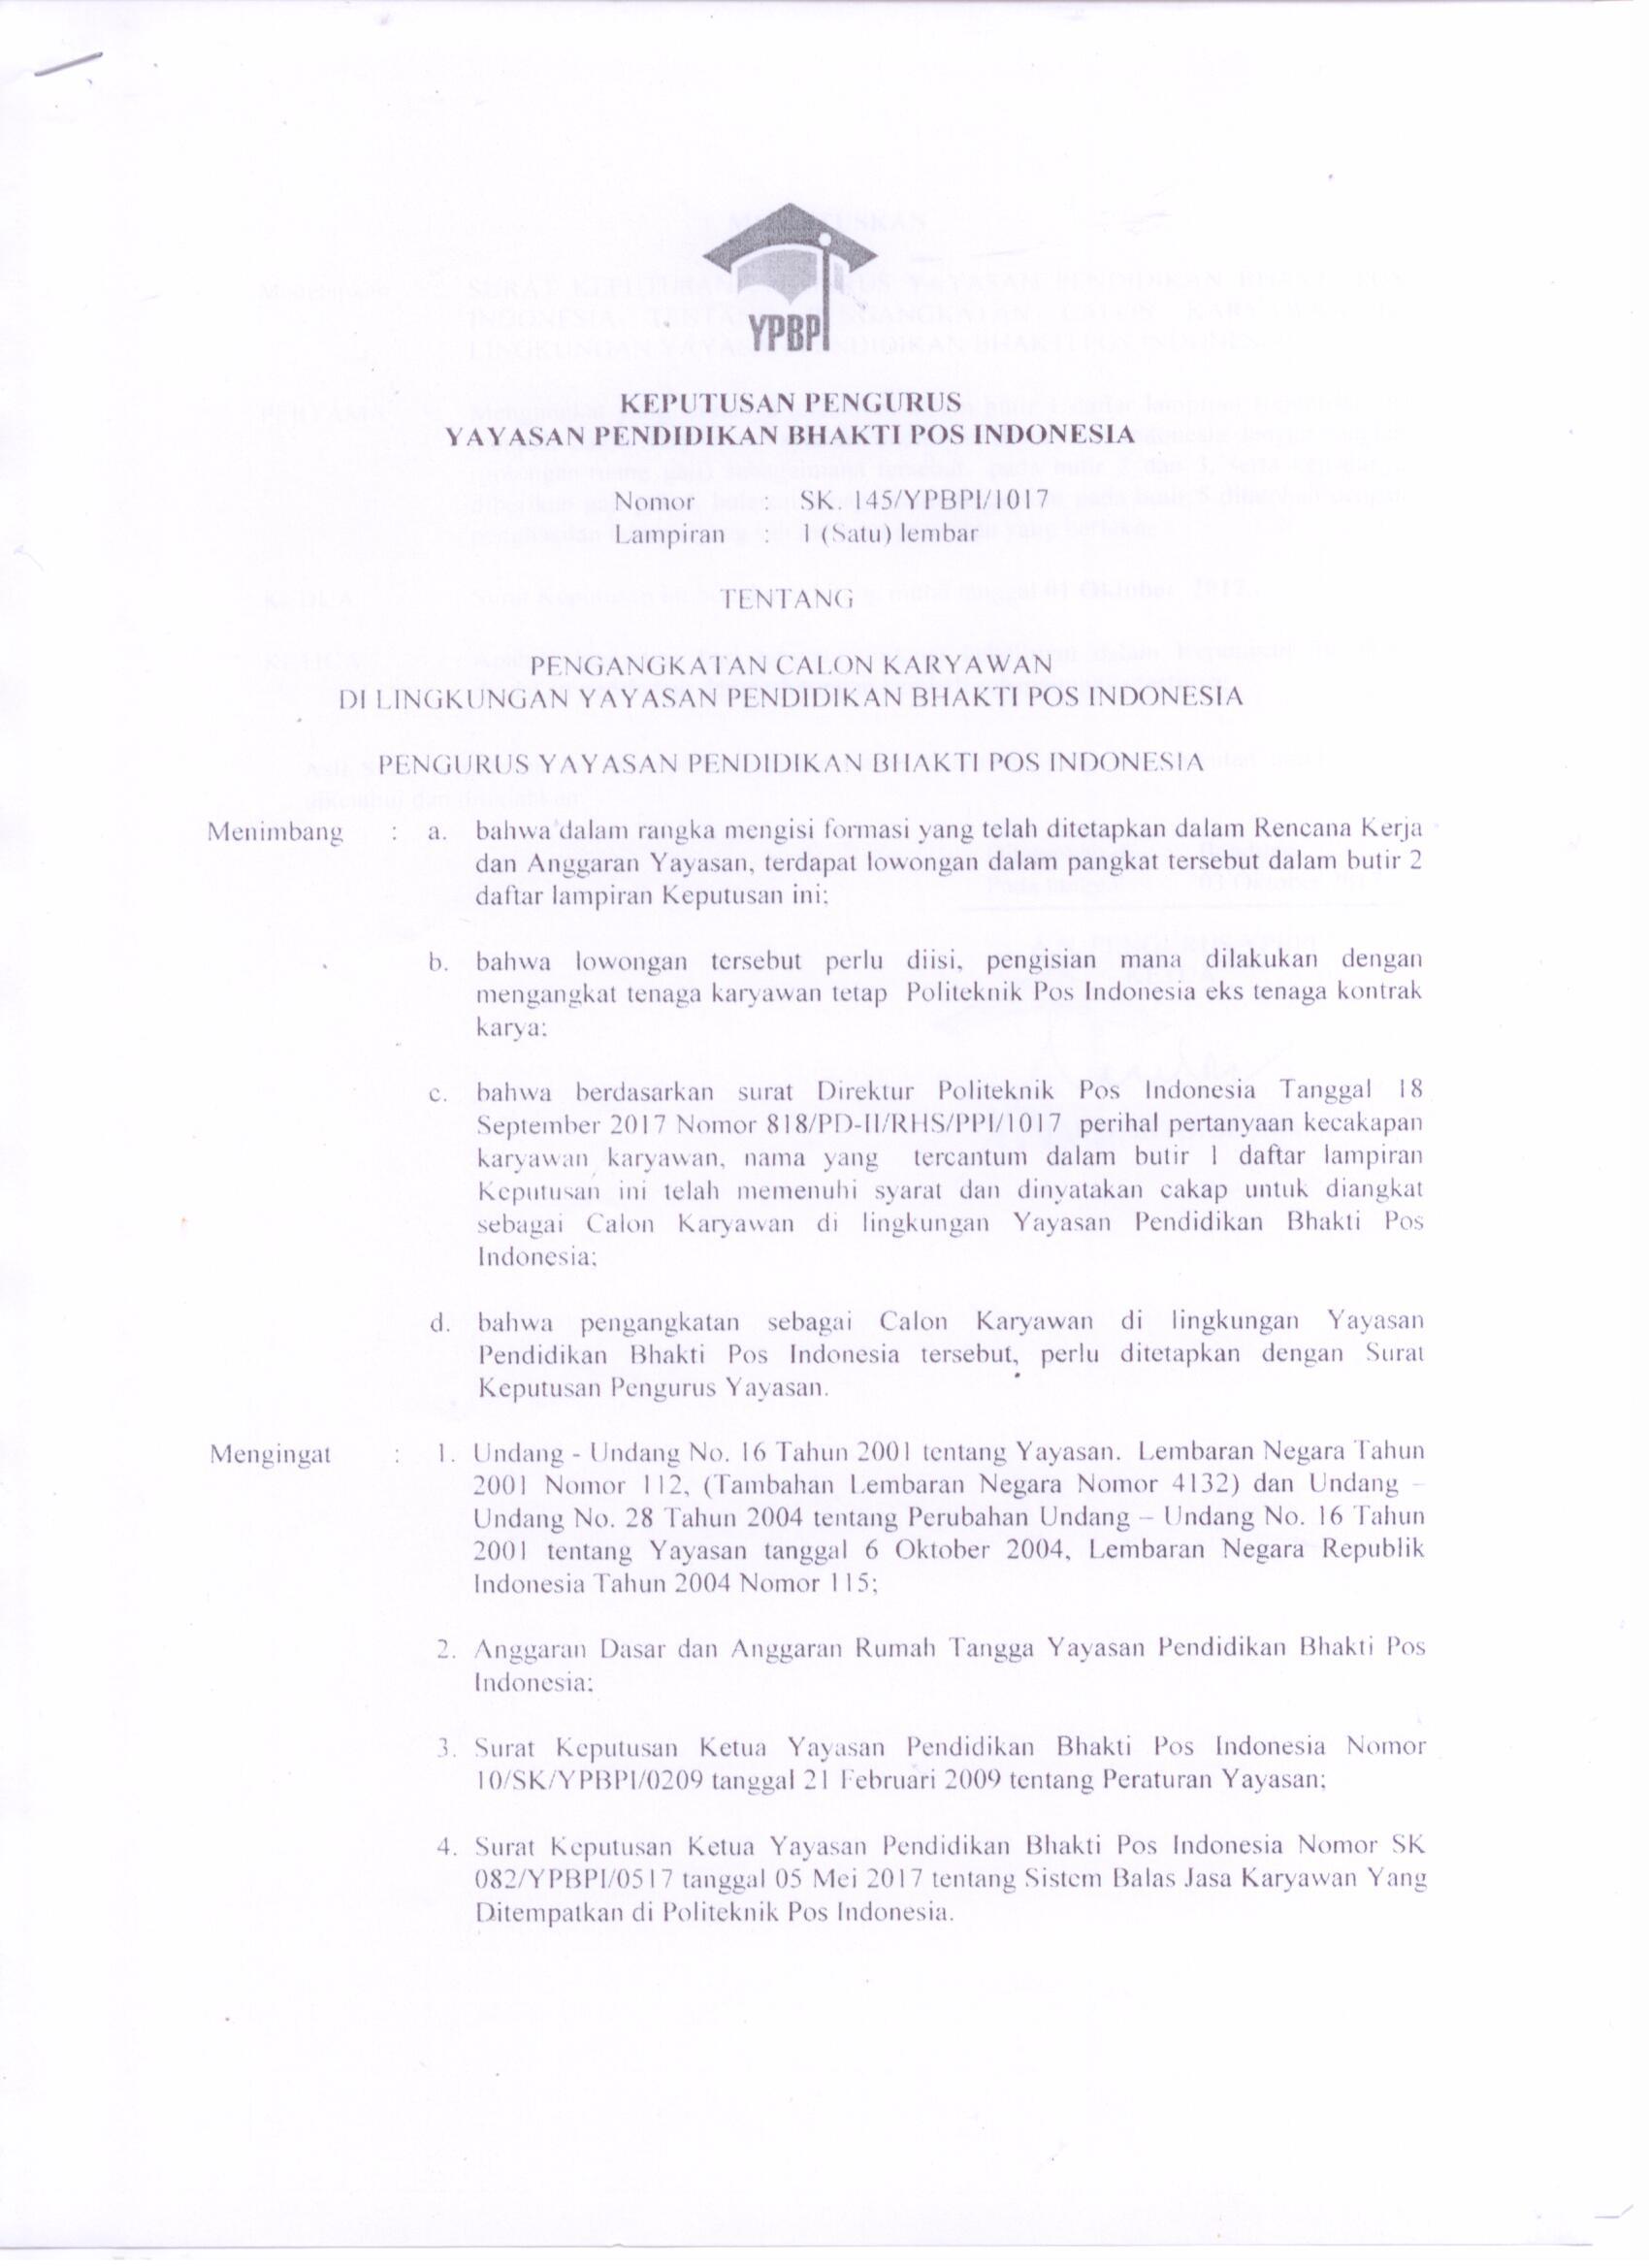 YPBPI
KEPUTUSAN PENGURUS
YAYASAN PENDIDIKAN BHAKTI POS INDONESIA
Nomor : SK. 145/YPBPI/1017
Lampiran : 1 (Satu) lembar
TENTANG
PENGANGKATAN CALON KARYAWAN
DI LINGKUNGAN YAYASAN PENDIDIKAN BHAKTI POS INDONESIA
PENGURUS YAYASAN PENDIDIKAN BHAKTI POS INDONESIA
Menimbang : a. bahwa dalam rangka mengisi formasi yang telah ditetapkan dalam Rencana Kerja
dan Anggaran Yayasan, terdapat lowongan dalam pangkat tersebut dalam butir 2
daftar lampiran Keputusan ini;
b. bahwa lowongan tersebut perlu diisi, pengisian mana dilakukan dengan
mengangkat tenaga karyawan tetap Politeknik Pos Indonesia eks tenaga kontrak
karya;
c. bahwa berdasarkan surat Direktur Politeknik Pos Indonesia Tanggal 18
September 2017 Nomor 818/PD-II/RHS/PPI/1017 perihal pertanyaan kecakapan
karyawan karyawan, nama yang tercantum dalam butir 1 daftar lampiran
Keputusan ini telah memenuhi syarat dan dinyatakan cakap untuk diangkat
sebagai Calon Karyawan di lingkungan Yayasan Pendidikan Bhakti Pos
Indonesia;
d. bahwa pengangkatan sebagai Calon Karyawan di lingkungan Yayasan
Pendidikan Bhakti Pos Indonesia tersebut, perlu ditetapkan dengan Surat
Keputusan Pengurus Yayasan.
Mengingat : 1. Undang - Undang No. 16 Tahun 2001 tentang Yayasan. Lembaran Negara Tahun
2001 Nomor 112, (Tambahan Lembaran Negara Nomor 4132) dan Undang –
Undang No. 28 Tahun 2004 tentang Perubahan Undang – Undang No. 16 Tahun
2001 tentang Yayasan tanggal 6 Oktober 2004, Lembaran Negara Republik
Indonesia Tahun 2004 Nomor 115;
2. Anggaran Dasar dan Anggaran Rumah Tangga Yayasan Pendidikan Bhakti Pos
Indonesia;
3. Surat Keputusan Ketua Yayasan Pendidikan Bhakti Pos Indonesia Nomor
10/SK/YPBPI/0209 tanggal 21 Februari 2009 tentang Peraturan Yayasan;
4. Surat Keputusan Ketua Yayasan Pendidikan Bhakti Pos Indonesia Nomor SK
082/YPBPI/0517 tanggal 05 Mei 2017 tentang Sistem Balas Jasa Karyawan Yang
Ditempatkan di Politeknik Pos Indonesia.